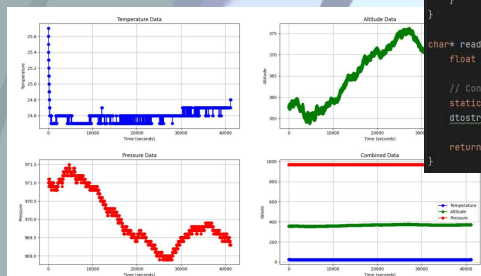 Temperature Data
Temperature
25.6
25.4
25.2
25.0
24.8
24.6
0
10000
20000
30000
40000
Time (seconds)
Altitude Data
Altitude
375
370
365
360
355
0
10000
20000
30000
Time (seconds)
}
}
char* read
float
// Con
static
dtostr
return
}
Pressure Data
Pressure
971.5
971.0
970.5
970.0
969.5
969.0
0
10000
20000
30000
40000
Time (seconds)
Combined Data
Values
1000
800
600
400
200
0
Temperature
Altitude
Pressure
0
10000
20000
30000
40000
Time (seconds)